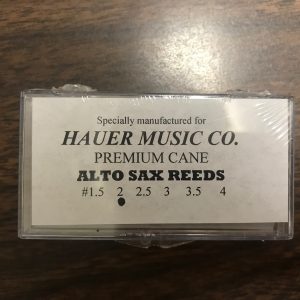 Specially manufactured for
HAUER MUSIC CO.
PREMIUM CANE
ALTO SAX REEDS
#1.5 2 2.5 3 3.5 4